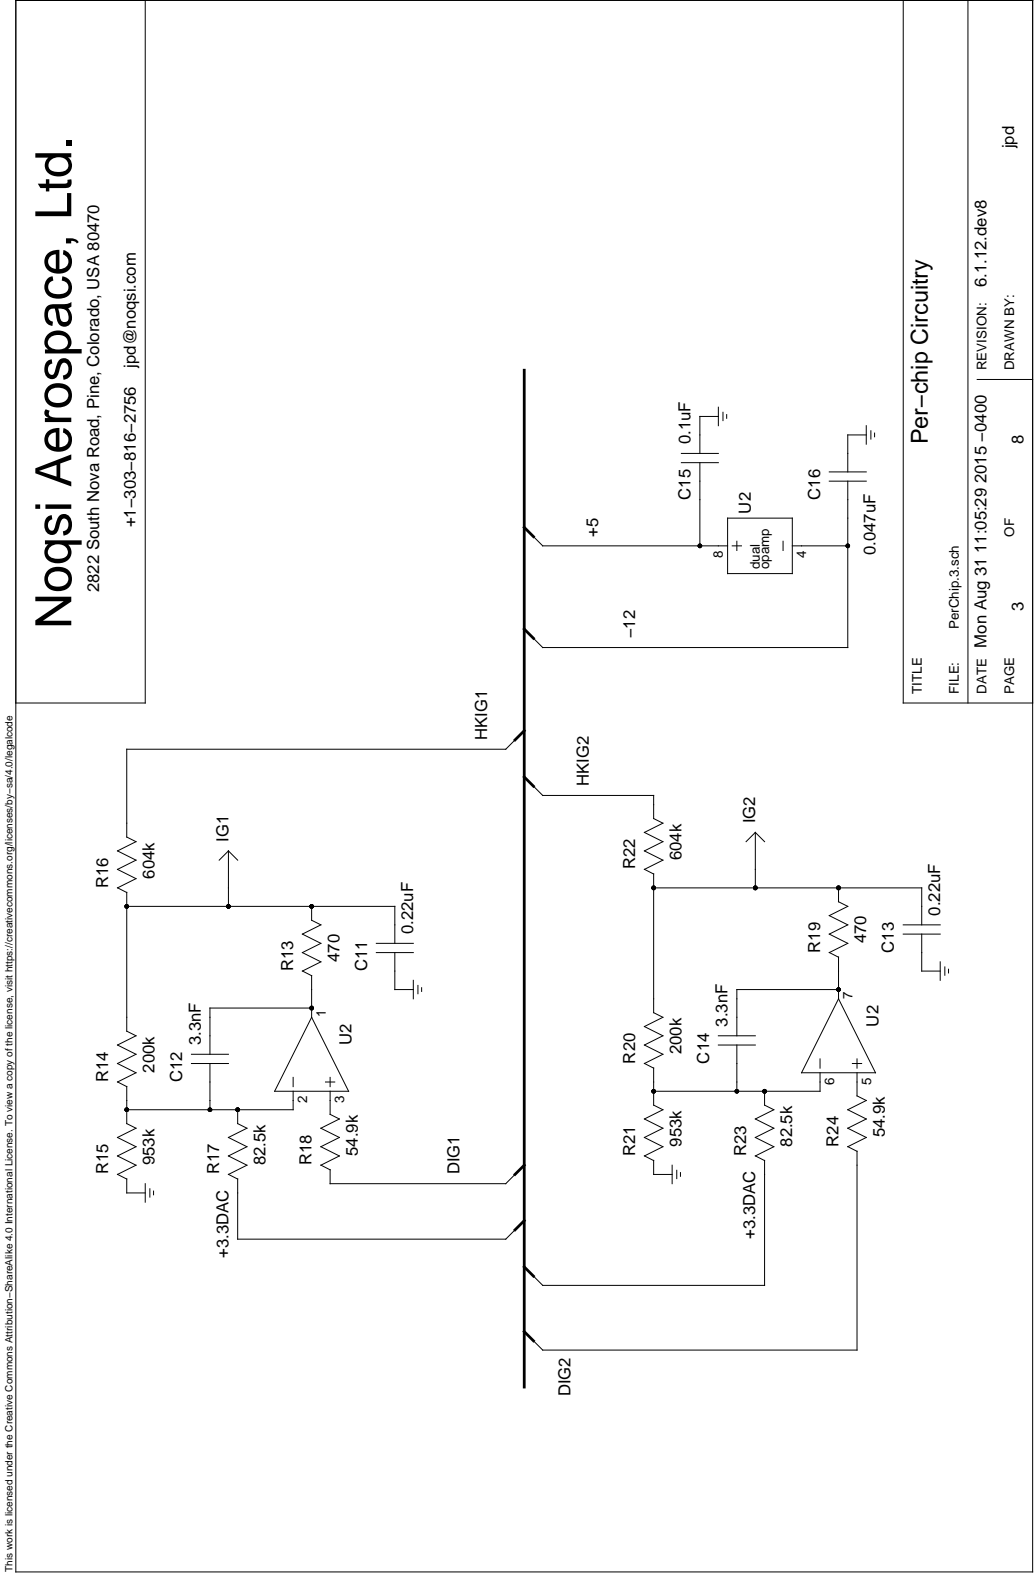 This work is licensed under the Creative Commons Attribution−ShareAlike 4.0 International License. To view a copy of the license, visit https://creativecommons.org/licenses/by−sa/4.0/legalcode
Noqsi Aerospace, Ltd.
2822 South Nova Road, Pine, Colorado, USA 80470
+1−303−816−2756 jpd@noqsi.com
R15
953k
R14
200k
R16
604k
C12
3.3nF
R17
82.5k
+3.3DAC
IG1
2
3
1
U2
R18
54.9k
R13
470
C11
0.22uF
DIG1
HKIG1
DIG2
HKIG2
−12
+5
R21
953k
R20
200k
R22
604k
C14
3.3nF
R23
82.5k
+3.3DAC
IG2
6
5
7
U2
R24
54.9k
R19
470
C13
0.22uF
C15
0.1uF
8
U2
dual
opamp
4
C16
0.047uF
TITLE
Per−chip Circuitry
FILE: PerChip.3.sch
DATE Mon Aug 31 11:05:29 2015 −0400
REVISION: 6.1.12.dev8
PAGE 3 OF 8
DRAWN BY: jpd